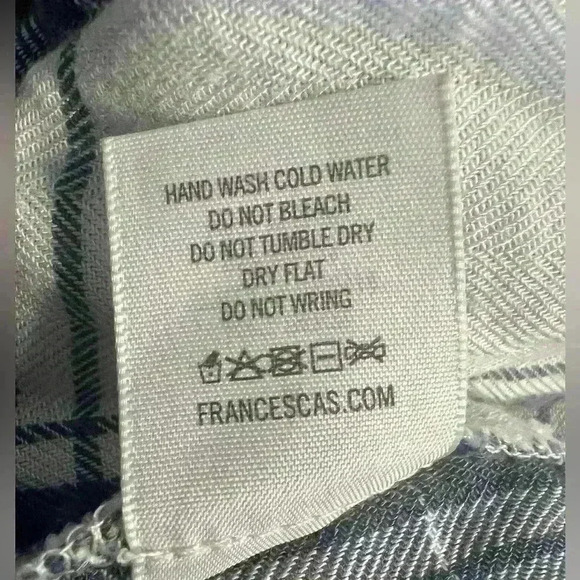 HAND WASH COLD WATER
DO NOT BLEACH
DO NOT TUMBLE DRY
DRY FLAT
DO NOT WRING
FRANCESCAS.COM